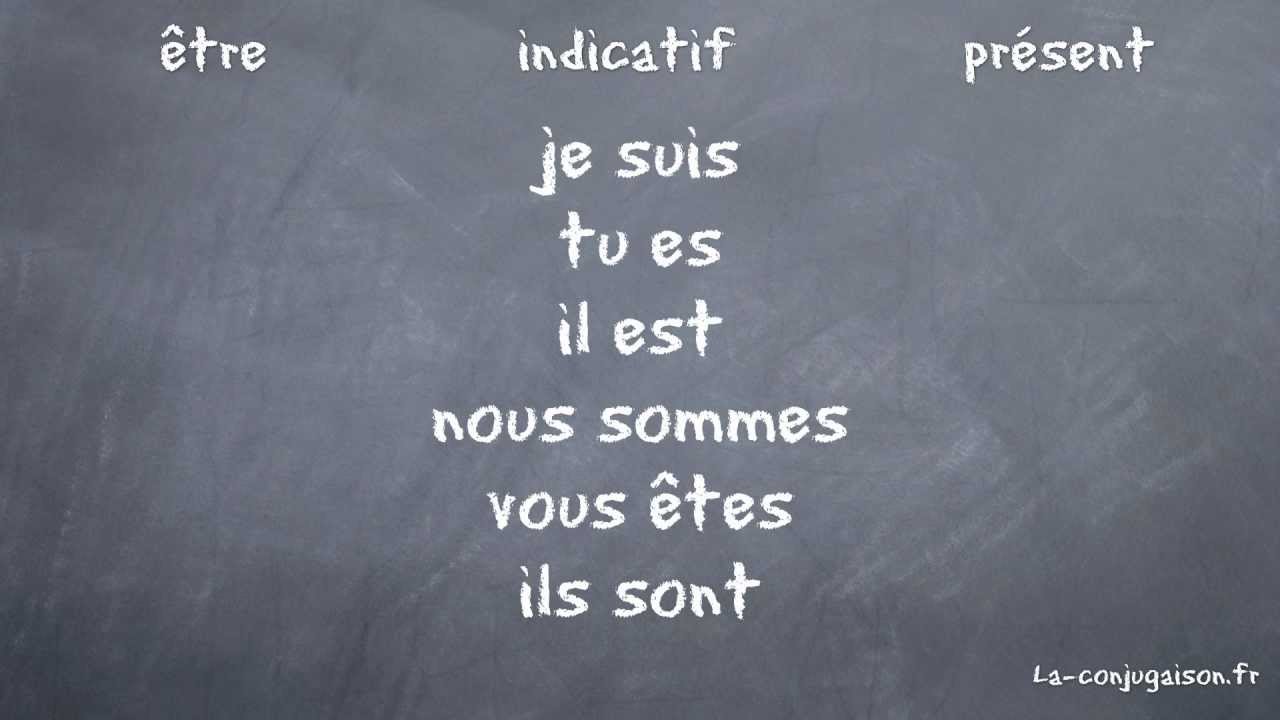 être indicatif présent
je suis
tu es
il est
nous sommes
vous êtes
ils sont
La-conjugaison.fr